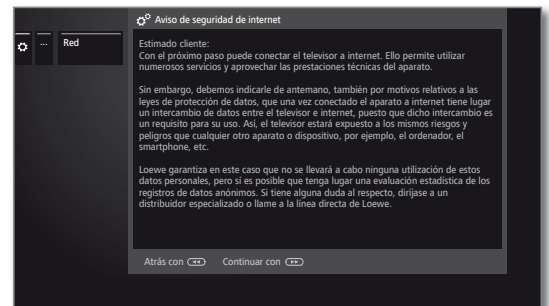 Aviso de seguridad de internet
... Red
Estimado cliente:
Con el próximo paso puede conectar el televisor a internet. Ello permite utilizar
numerosos servicios y aprovechar las prestaciones técnicas del aparato.
Sin embargo, debemos indicarle de antemano, también por motivos relativos a las
leyes de protección de datos, que una vez conectado el aparato a internet tiene lugar
un intercambio de datos entre el televisor e internet, puesto que dicho intercambio es
un requisito para su uso. Así, el televisor estará expuesto a los mismos riesgos y
peligros que cualquier otro aparato o dispositivo, por ejemplo, el ordenador, el
smartphone, etc.
Loewe garantiza en este caso que no se llevará a cabo ninguna utilización de estos
datos personales, pero sí es posible que tenga lugar una evaluación estadística de los
registros de datos anónimos. Si tiene alguna duda al respecto, diríjase a un
distribuidor especializado o llame a la línea directa de Loewe.
Atrás con Continuar con